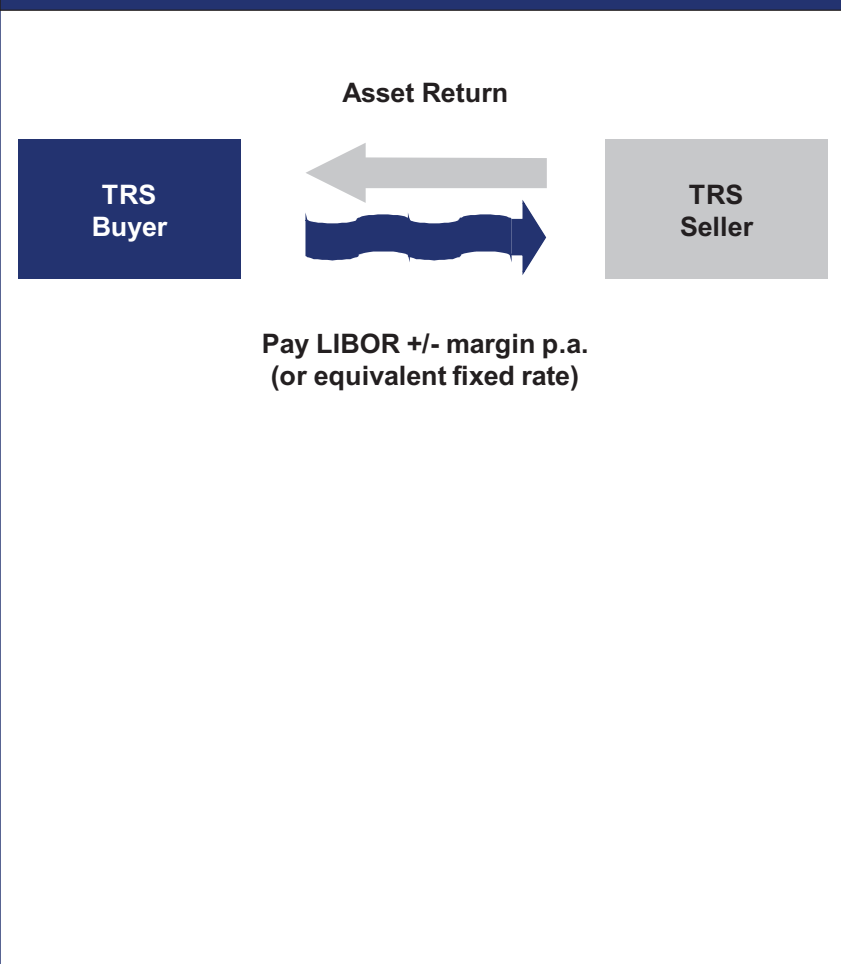 Asset Return
TRS
Buyer
TRS
Seller
Pay LIBOR +/- margin p.a.
(or equivalent fixed rate)